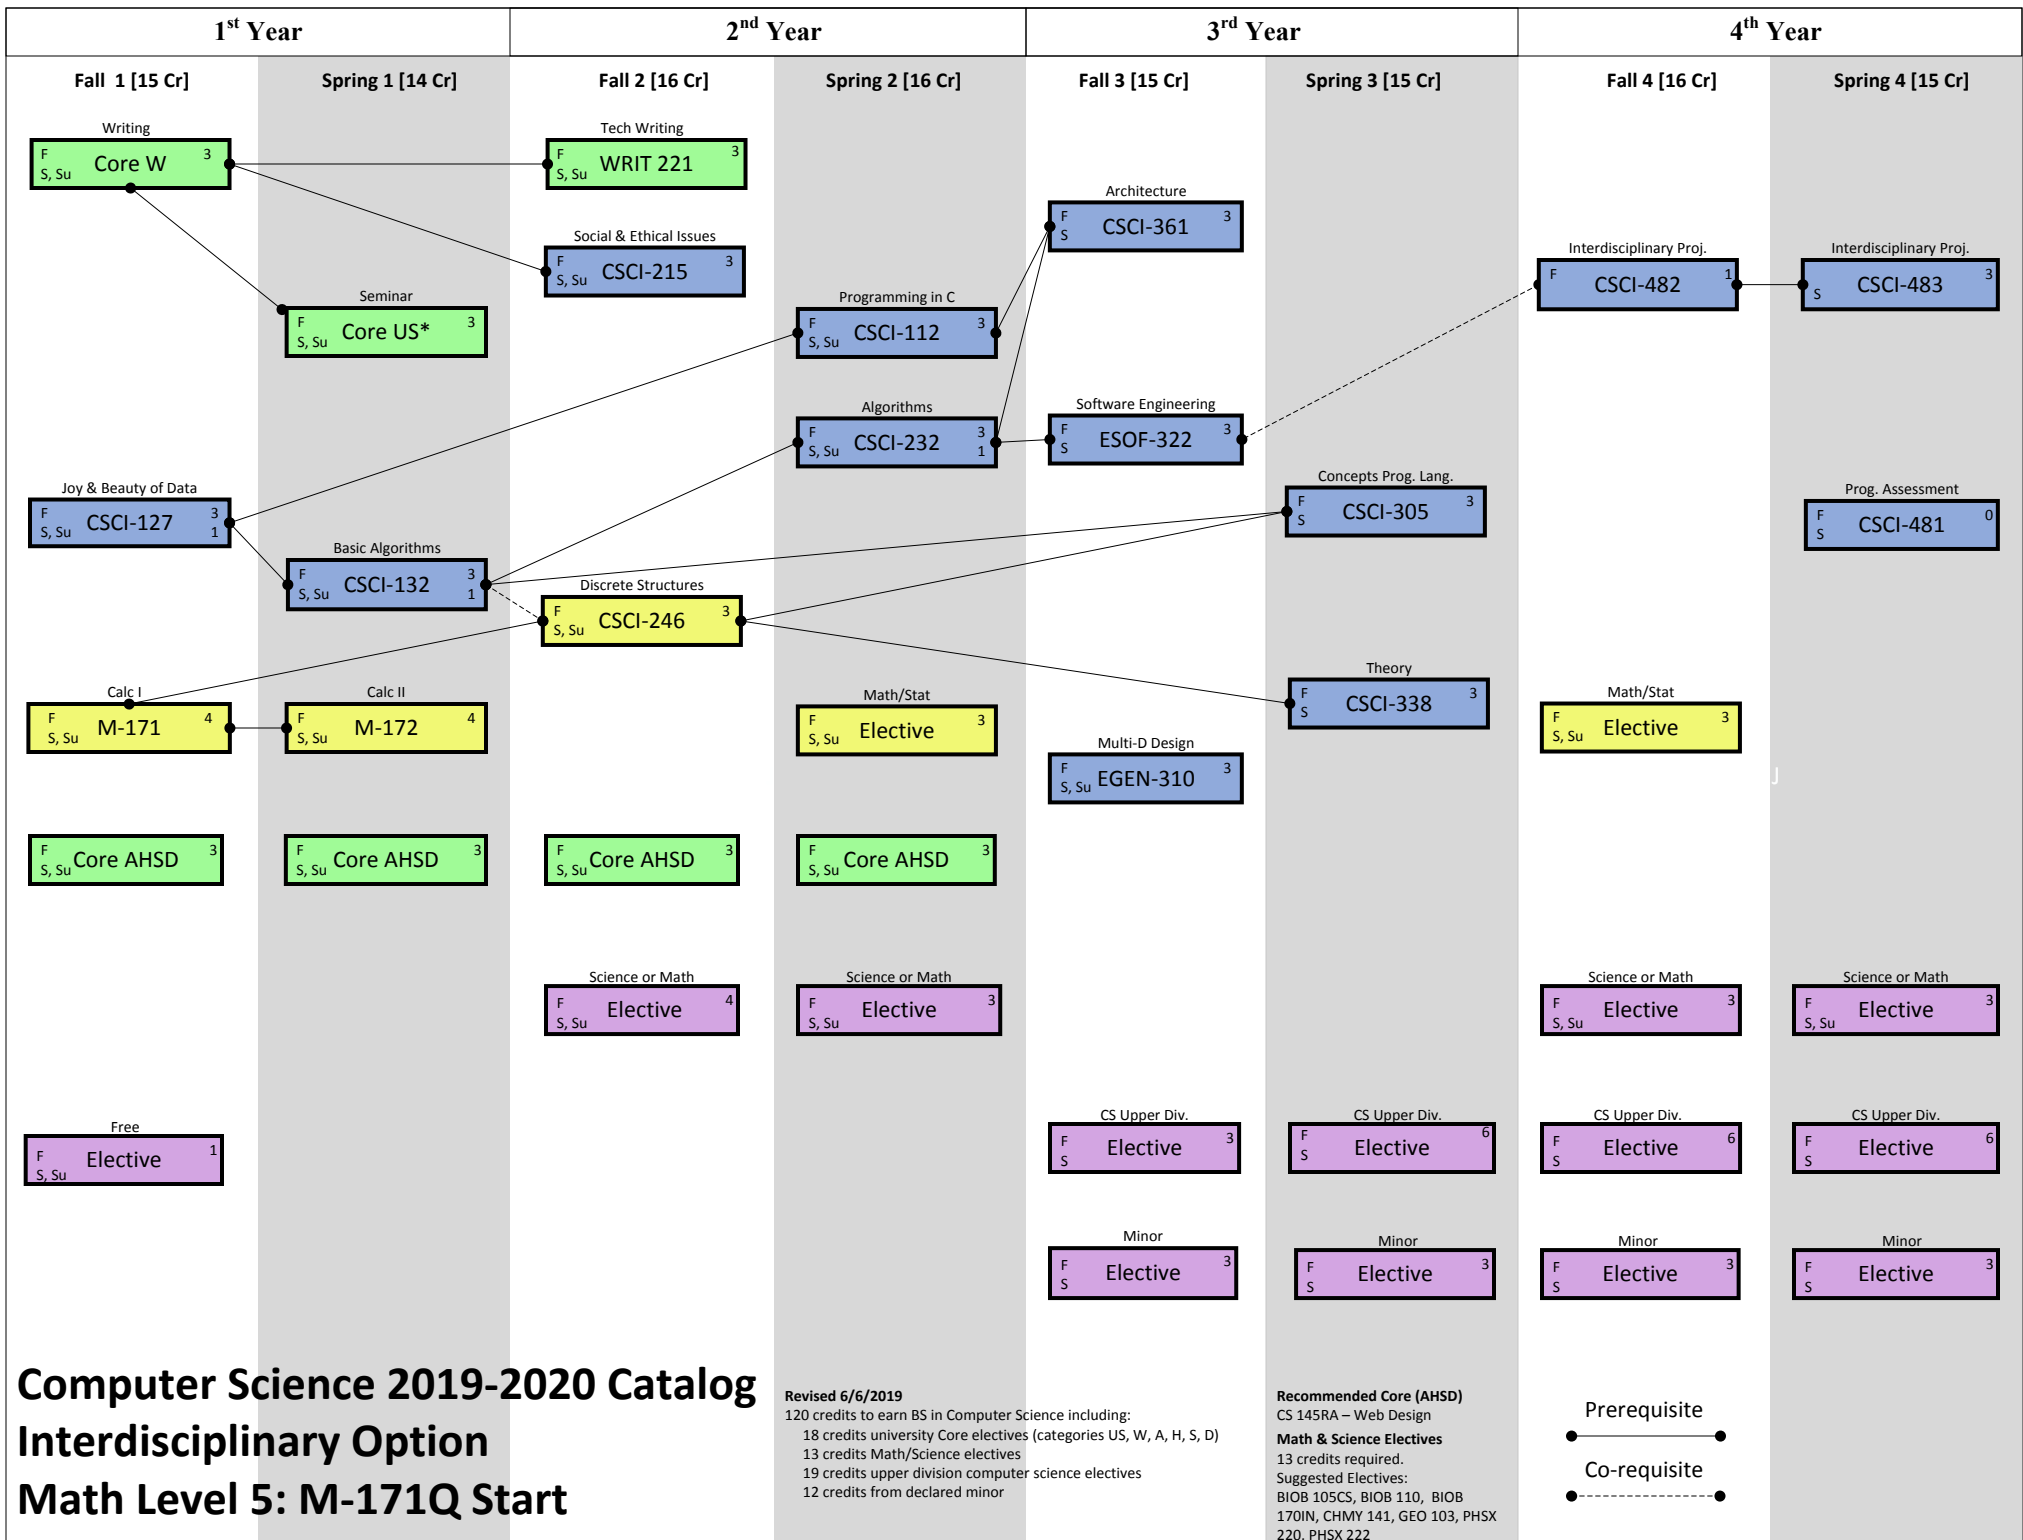 1st Year
2nd Year
3rd Year
4th Year
Fall 1 [15 Cr]
Spring 1 [14 Cr]
Fall 2 [16 Cr]
Spring 2 [16 Cr]
Fall 3 [15 Cr]
Spring 3 [15 Cr]
Fall 4 [16 Cr]
Spring 4 [15 Cr]
Writing
F
S, Su
Core W
3
Tech Writing
F
S, Su
WRIT 221
3
Architecture
F
S
CSCI-361
3
Social & Ethical Issues
F
S, Su
CSCI-215
3
Interdisciplinary Proj.
F
CSCI-482
1
Interdisciplinary Proj.
S
CSCI-483
3
Seminar
F
S, Su
Core US*
3
Programming in C
F
S, Su
CSCI-112
3
Algorithms
F
S, Su
CSCI-232
3
1
Software Engineering
F
S
ESOF-322
3
Joy & Beauty of Data
F
S, Su
CSCI-127
3
1
Concepts Prog. Lang.
F
S
CSCI-305
3
Prog. Assessment
F
S
CSCI-481
0
Basic Algorithms
F
S, Su
CSCI-132
3
1
Discrete Structures
F
S, Su
CSCI-246
3
Theory
F
S
CSCI-338
3
Calc I
F
S, Su
M-171
4
Calc II
F
S, Su
M-172
4
Math/Stat
F
S, Su
Elective
3
Math/Stat
F
S, Su
Elective
3
Multi-D Design
F
S, Su
EGEN-310
3
J
F
S, Su
Core AHSD
3
F
S, Su
Core AHSD
3
F
S, Su
Core AHSD
3
F
S, Su
Core AHSD
3
Science or Math
F
S, Su
Elective
4
Science or Math
F
S, Su
Elective
3
Science or Math
F
S, Su
Elective
3
Science or Math
F
S, Su
Elective
3
Free
F
S, Su
Elective
1
CS Upper Div.
F
S
Elective
3
CS Upper Div.
F
S
Elective
6
CS Upper Div.
F
S
Elective
6
CS Upper Div.
F
S
Elective
6
Minor
F
S
Elective
3
Minor
F
S
Elective
3
Minor
F
S
Elective
3
Minor
F
S
Elective
3
Computer Science 2019-2020 Catalog
Interdisciplinary Option
Math Level 5: M-171Q Start
Revised 6/6/2019
120 credits to earn BS in Computer Science including:
18 credits university Core electives (categories US, W, A, H, S, D)
13 credits Math/Science electives
19 credits upper division computer science electives
12 credits from declared minor
Recommended Core (AHSD)
CS 145RA – Web Design
Math & Science Electives
13 credits required.
Suggested Electives:
BIOB 105CS, BIOB 110, BIOB
170IN, CHMY 141, GEO 103, PHSX
220, PHSX 222
Prerequisite
Co-requisite